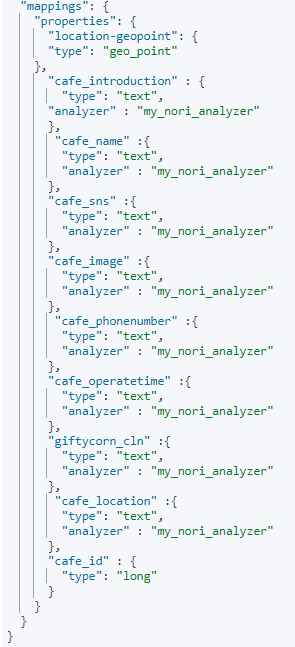 "mappings": {
"properties": {
"location-geopoint": {
"type": "geo_point"
},
"cafe_introduction" : {
"type": "text",
"analyzer" : "my_nori_analyzer"
},
"cafe_name" :{
"type": "text",
"analyzer" : "my_nori_analyzer"
},
"cafe_sns" :{
"type": "text",
"analyzer" : "my_nori_analyzer"
},
"cafe_image" :{
"type": "text",
"analyzer" : "my_nori_analyzer"
},
"cafe_phonenumber" :{
"type": "text",
"analyzer" : "my_nori_analyzer"
},
"cafe_operatetime" :{
"type": "text",
"analyzer" : "my_nori_analyzer"
},
"giftycorn_cln" :{
"type": "text",
"analyzer" : "my_nori_analyzer"
},
"cafe_location" :{
"type": "text",
"analyzer" : "my_nori_analyzer"
},
"cafe_id" : {
"type": "long"
}
}
}
}